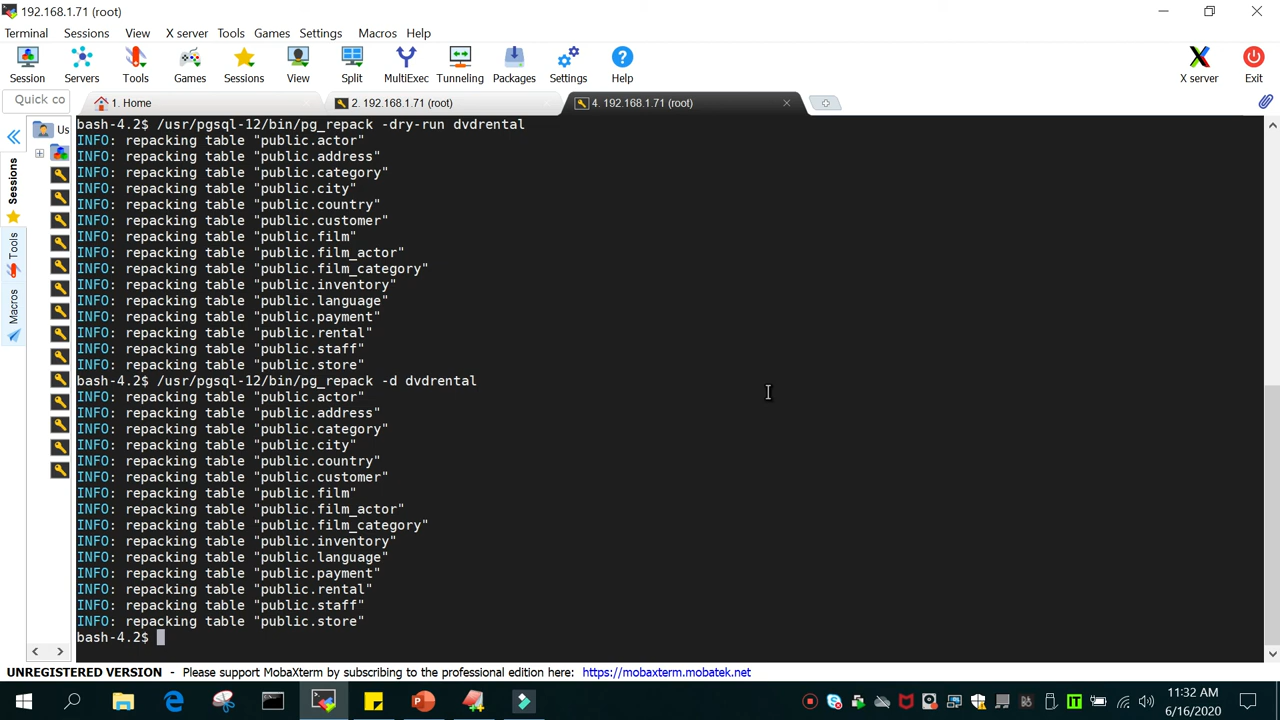 192.168.1.71 (root)
Terminal Sessions View X server Tools Games Settings Macros Help
Session Servers Tools Games Sessions View Split MultiExec Tunneling Packages Settings Help X server Exit
Quick co 1. Home 2. 192.168.1.71 (root) 4. 192.168.1.71 (root)
Us
Sessions
Tools
Macros
bash-4.2$ /usr/pgsql-12/bin/pg_repack -dry-run dvdrental
INFO: repacking table "public.actor"
INFO: repacking table "public.address"
INFO: repacking table "public.category"
INFO: repacking table "public.city"
INFO: repacking table "public.country"
INFO: repacking table "public.customer"
INFO: repacking table "public.film"
INFO: repacking table "public.film_actor"
INFO: repacking table "public.film_category"
INFO: repacking table "public.inventory"
INFO: repacking table "public.language"
INFO: repacking table "public.payment"
INFO: repacking table "public.rental"
INFO: repacking table "public.staff"
INFO: repacking table "public.store"
bash-4.2$ /usr/pgsql-12/bin/pg_repack -d dvdrental
INFO: repacking table "public.actor"
INFO: repacking table "public.address"
INFO: repacking table "public.category"
INFO: repacking table "public.city"
INFO: repacking table "public.country"
INFO: repacking table "public.customer"
INFO: repacking table "public.film"
INFO: repacking table "public.film_actor"
INFO: repacking table "public.film_category"
INFO: repacking table "public.inventory"
INFO: repacking table "public.language"
INFO: repacking table "public.payment"
INFO: repacking table "public.rental"
INFO: repacking table "public.staff"
INFO: repacking table "public.store"
bash-4.2$
UNREGISTERED VERSION - Please support MobaXterm by subscribing to the professional edition here: https://mobaxterm.mobatek.net
11:32 AM
6/16/2020